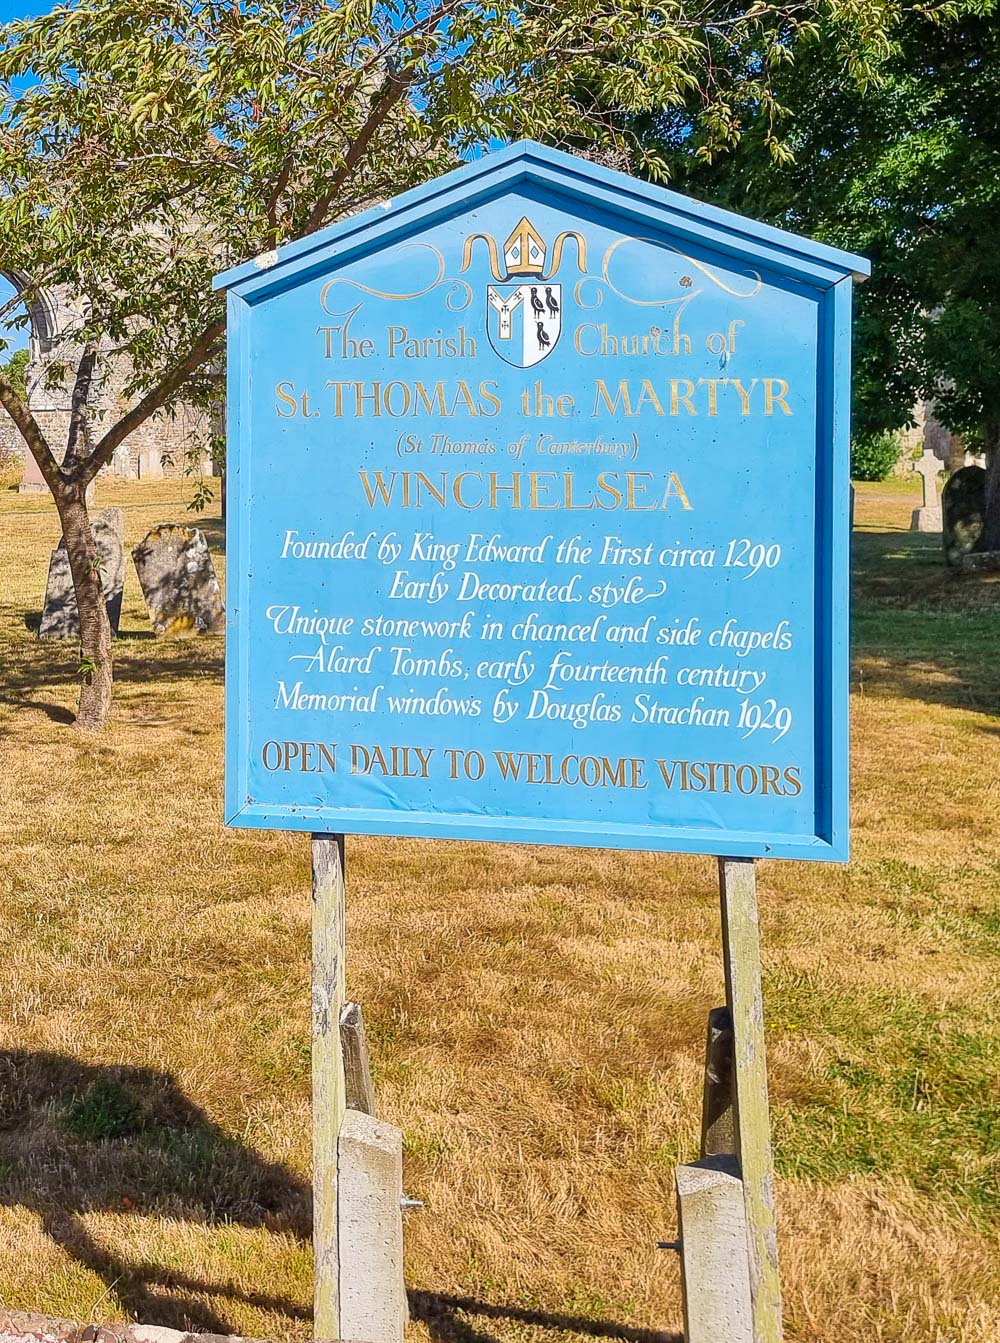 The Parish Church of
St. THOMAS the MARTYR
(St Thomas of Canterbury)
WINCHELSEA
Founded by King Edward the First circa 1290
Early Decorated style
Unique stonework in chancel and side chapels
Alard Tombs, early fourteenth century
Memorial windows by Douglas Strachan 1929
OPEN DAILY TO WELCOME VISITORS